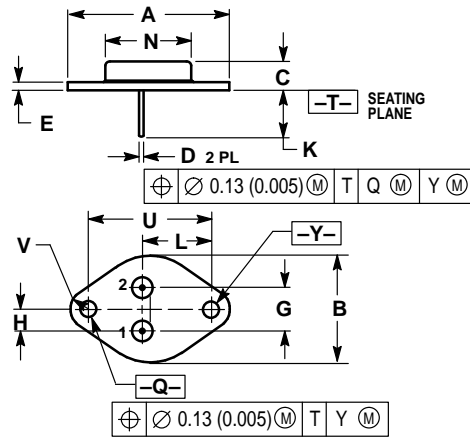 A
N
C
E
–T– SEATING PLANE
K
D 2 PL
⌖ ∅ 0.13 (0.005) Ⓜ T Q Ⓜ Y Ⓜ
U
V
L
–Y–
2
H
G
B
1
–Q–
⌖ ∅ 0.13 (0.005) Ⓜ T Y Ⓜ